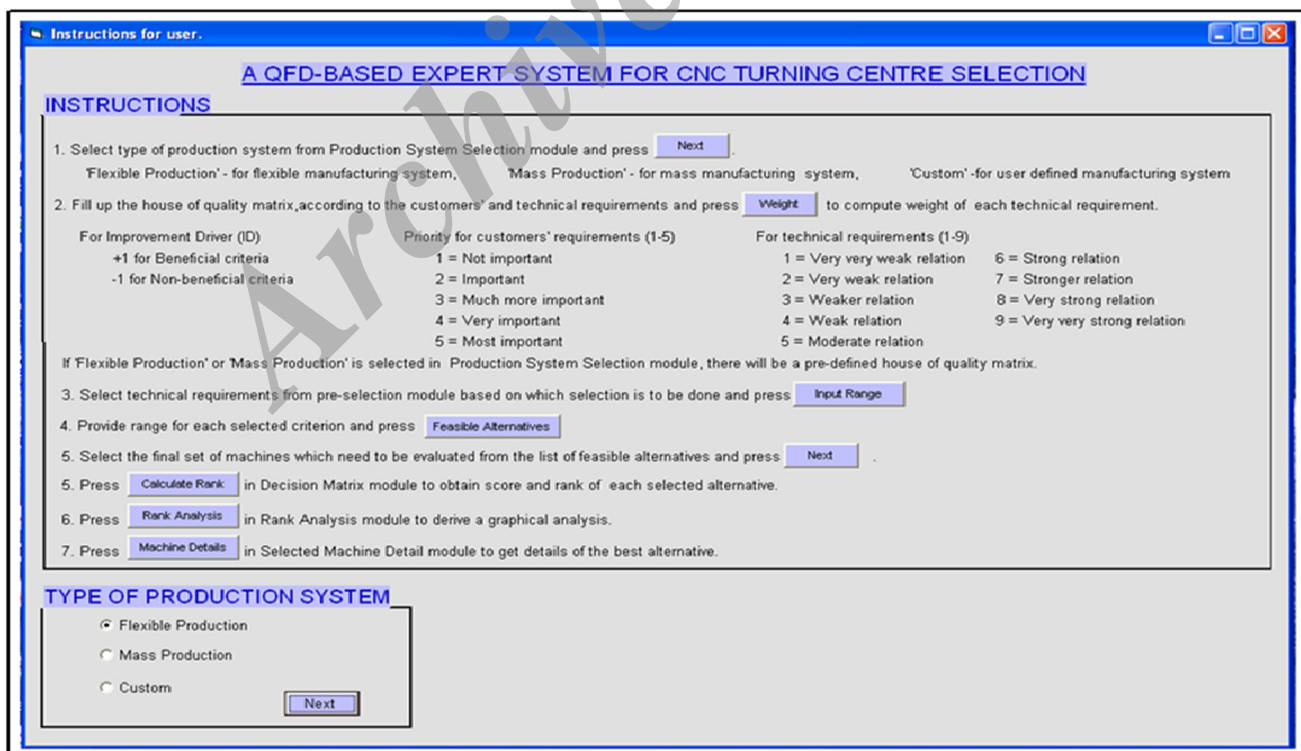 Instructions for user.
A QFD-BASED EXPERT SYSTEM FOR CNC TURNING CENTRE SELECTION
INSTRUCTIONS
1. Select type of production system from Production System Selection module and press Next .
'Flexible Production' - for flexible manufacturing system, 'Mass Production' - for mass manufacturing system, 'Custom' -for user defined manufacturing system
2. Fill up the house of quality matrix,according to the customers' and technical requirements and press Weight to compute weight of each technical requirement.
For Improvement Driver (ID) Priority for customers' requirements (1-5) For technical requirements (1-9)
+1 for Beneficial criteria 1 = Not important 1 = Very very weak relation 6 = Strong relation
-1 for Non-beneficial criteria 2 = Important 2 = Very weak relation 7 = Stronger relation
3 = Much more important 3 = Weaker relation 8 = Very strong relation
4 = Very important 4 = Weak relation 9 = Very very strong relation
5 = Most important 5 = Moderate relation
If 'Flexible Production' or 'Mass Production' is selected in Production System Selection module, there will be a pre-defined house of quality matrix.
3. Select technical requirements from pre-selection module based on which selection is to be done and press Input Range
4. Provide range for each selected criterion and press Feasible Alternatives
5. Select the final set of machines which need to be evaluated from the list of feasible alternatives and press Next .
5. Press Calculate Rank in Decision Matrix module to obtain score and rank of each selected alternative.
6. Press Rank Analysis in Rank Analysis module to derive a graphical analysis.
7. Press Machine Details in Selected Machine Detail module to get details of the best alternative.
TYPE OF PRODUCTION SYSTEM
Flexible Production
Mass Production
Custom
Next
Archive